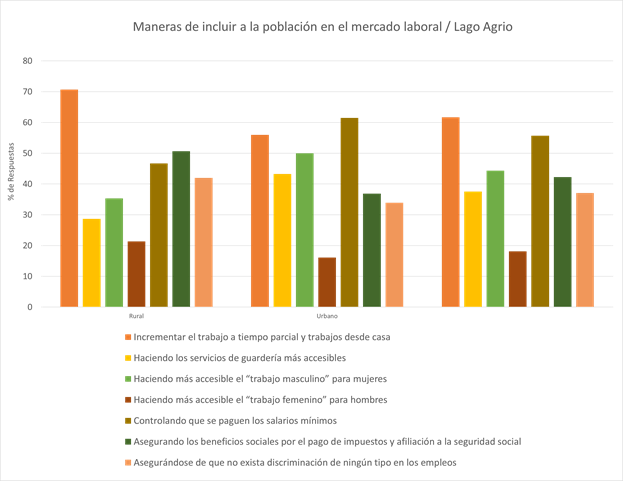 Maneras de incluir a la población en el mercado laboral / Lago Agrio
80
70
60
50
40
30
20
10
0
% de Respuestas
Rural Urbano
Incrementar el trabajo a tiempo parcial y trabajos desde casa
Haciendo los servicios de guardería más accesibles
Haciendo más accesible el “trabajo masculino” para mujeres
Haciendo más accesible el “trabajo femenino” para hombres
Controlando que se paguen los salarios mínimos
Asegurando los beneficios sociales por el pago de impuestos y afiliación a la seguridad social
Asegurándose de que no exista discriminación de ningún tipo en los empleos